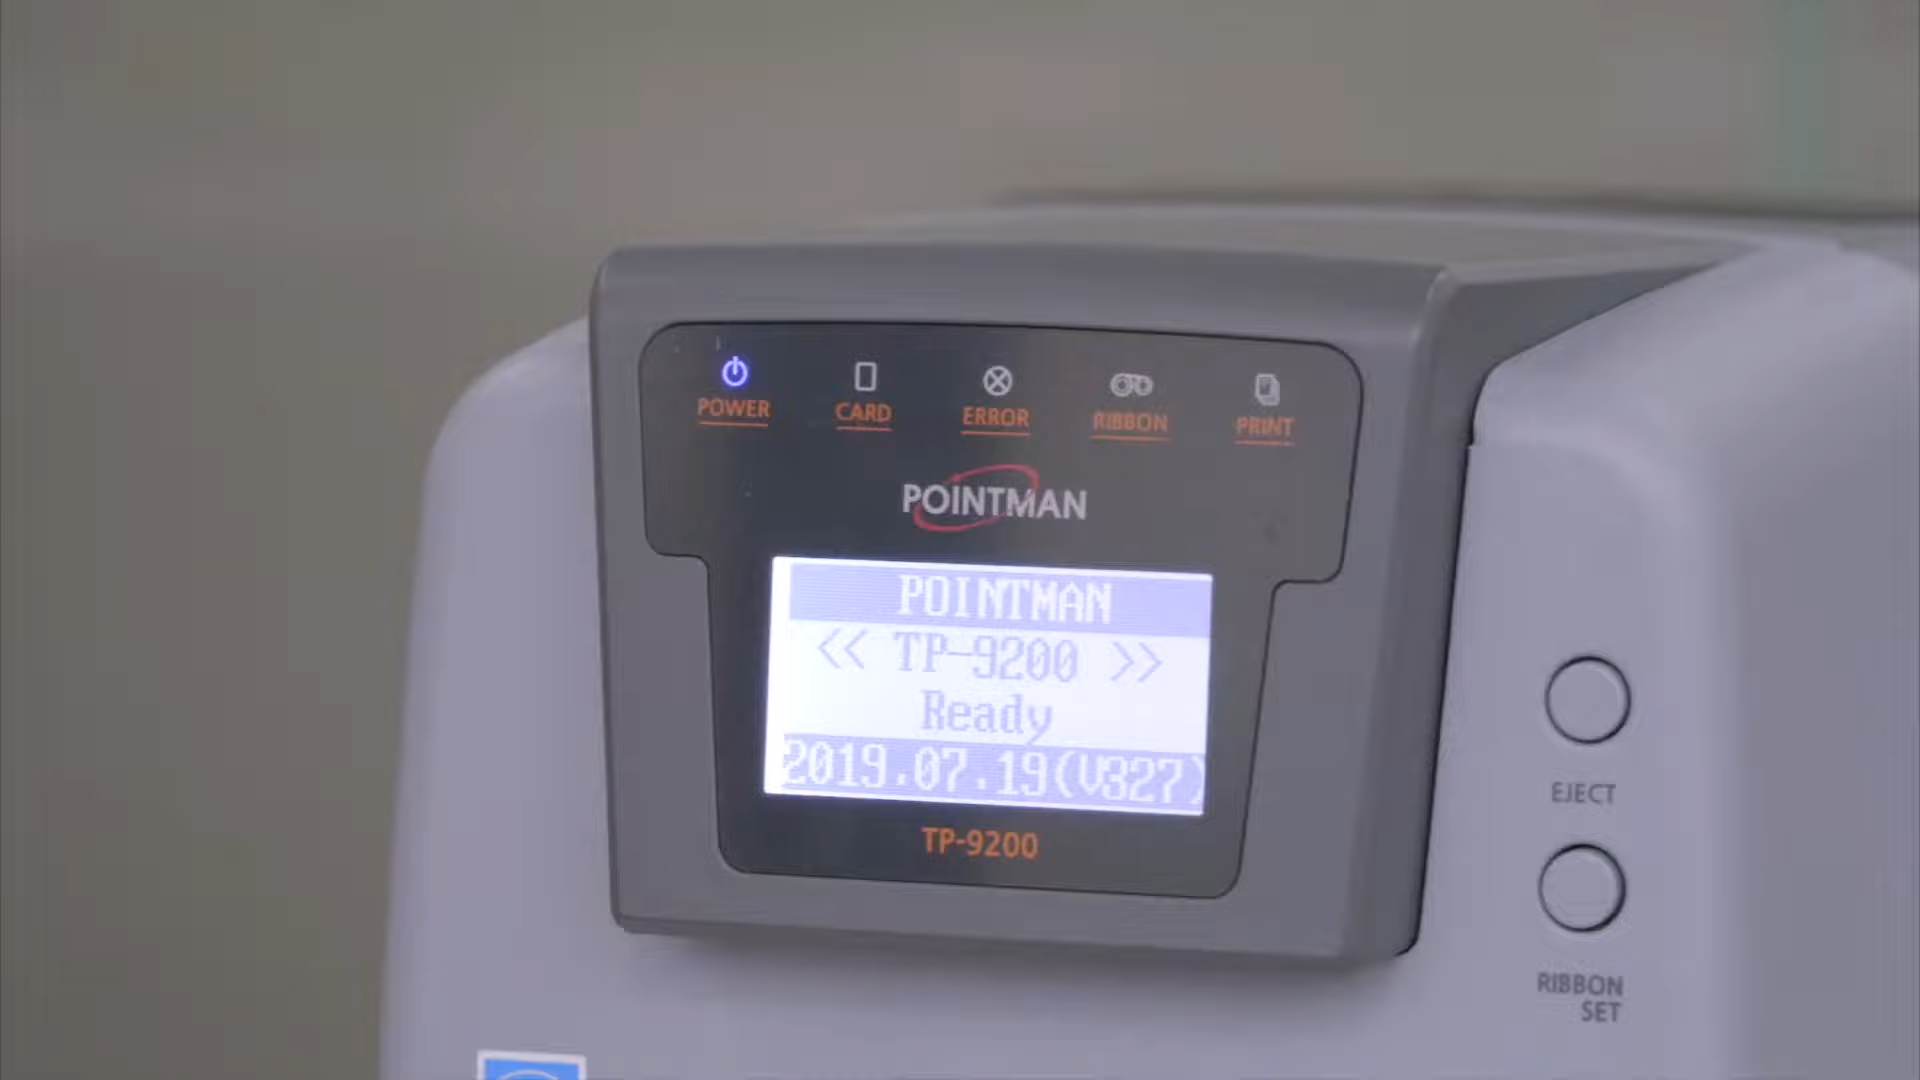 POWER CARD ERROR RIBBON PRINT
POINTMAN
POINTMAN
<< TP-9200 >>
Ready
2019.07.19(V327)
TP-9200
EJECT
RIBBON
SET